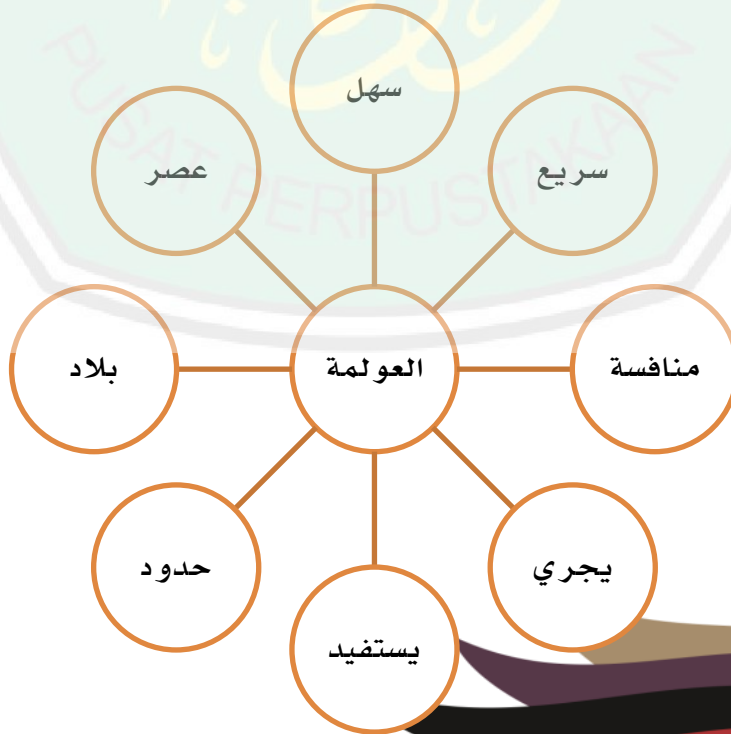 سهل
عصر
سريع
بلاد
العولمة
منافسة
حدود
يجري
يستفيد
PUSAT PERPUSTAKAAN